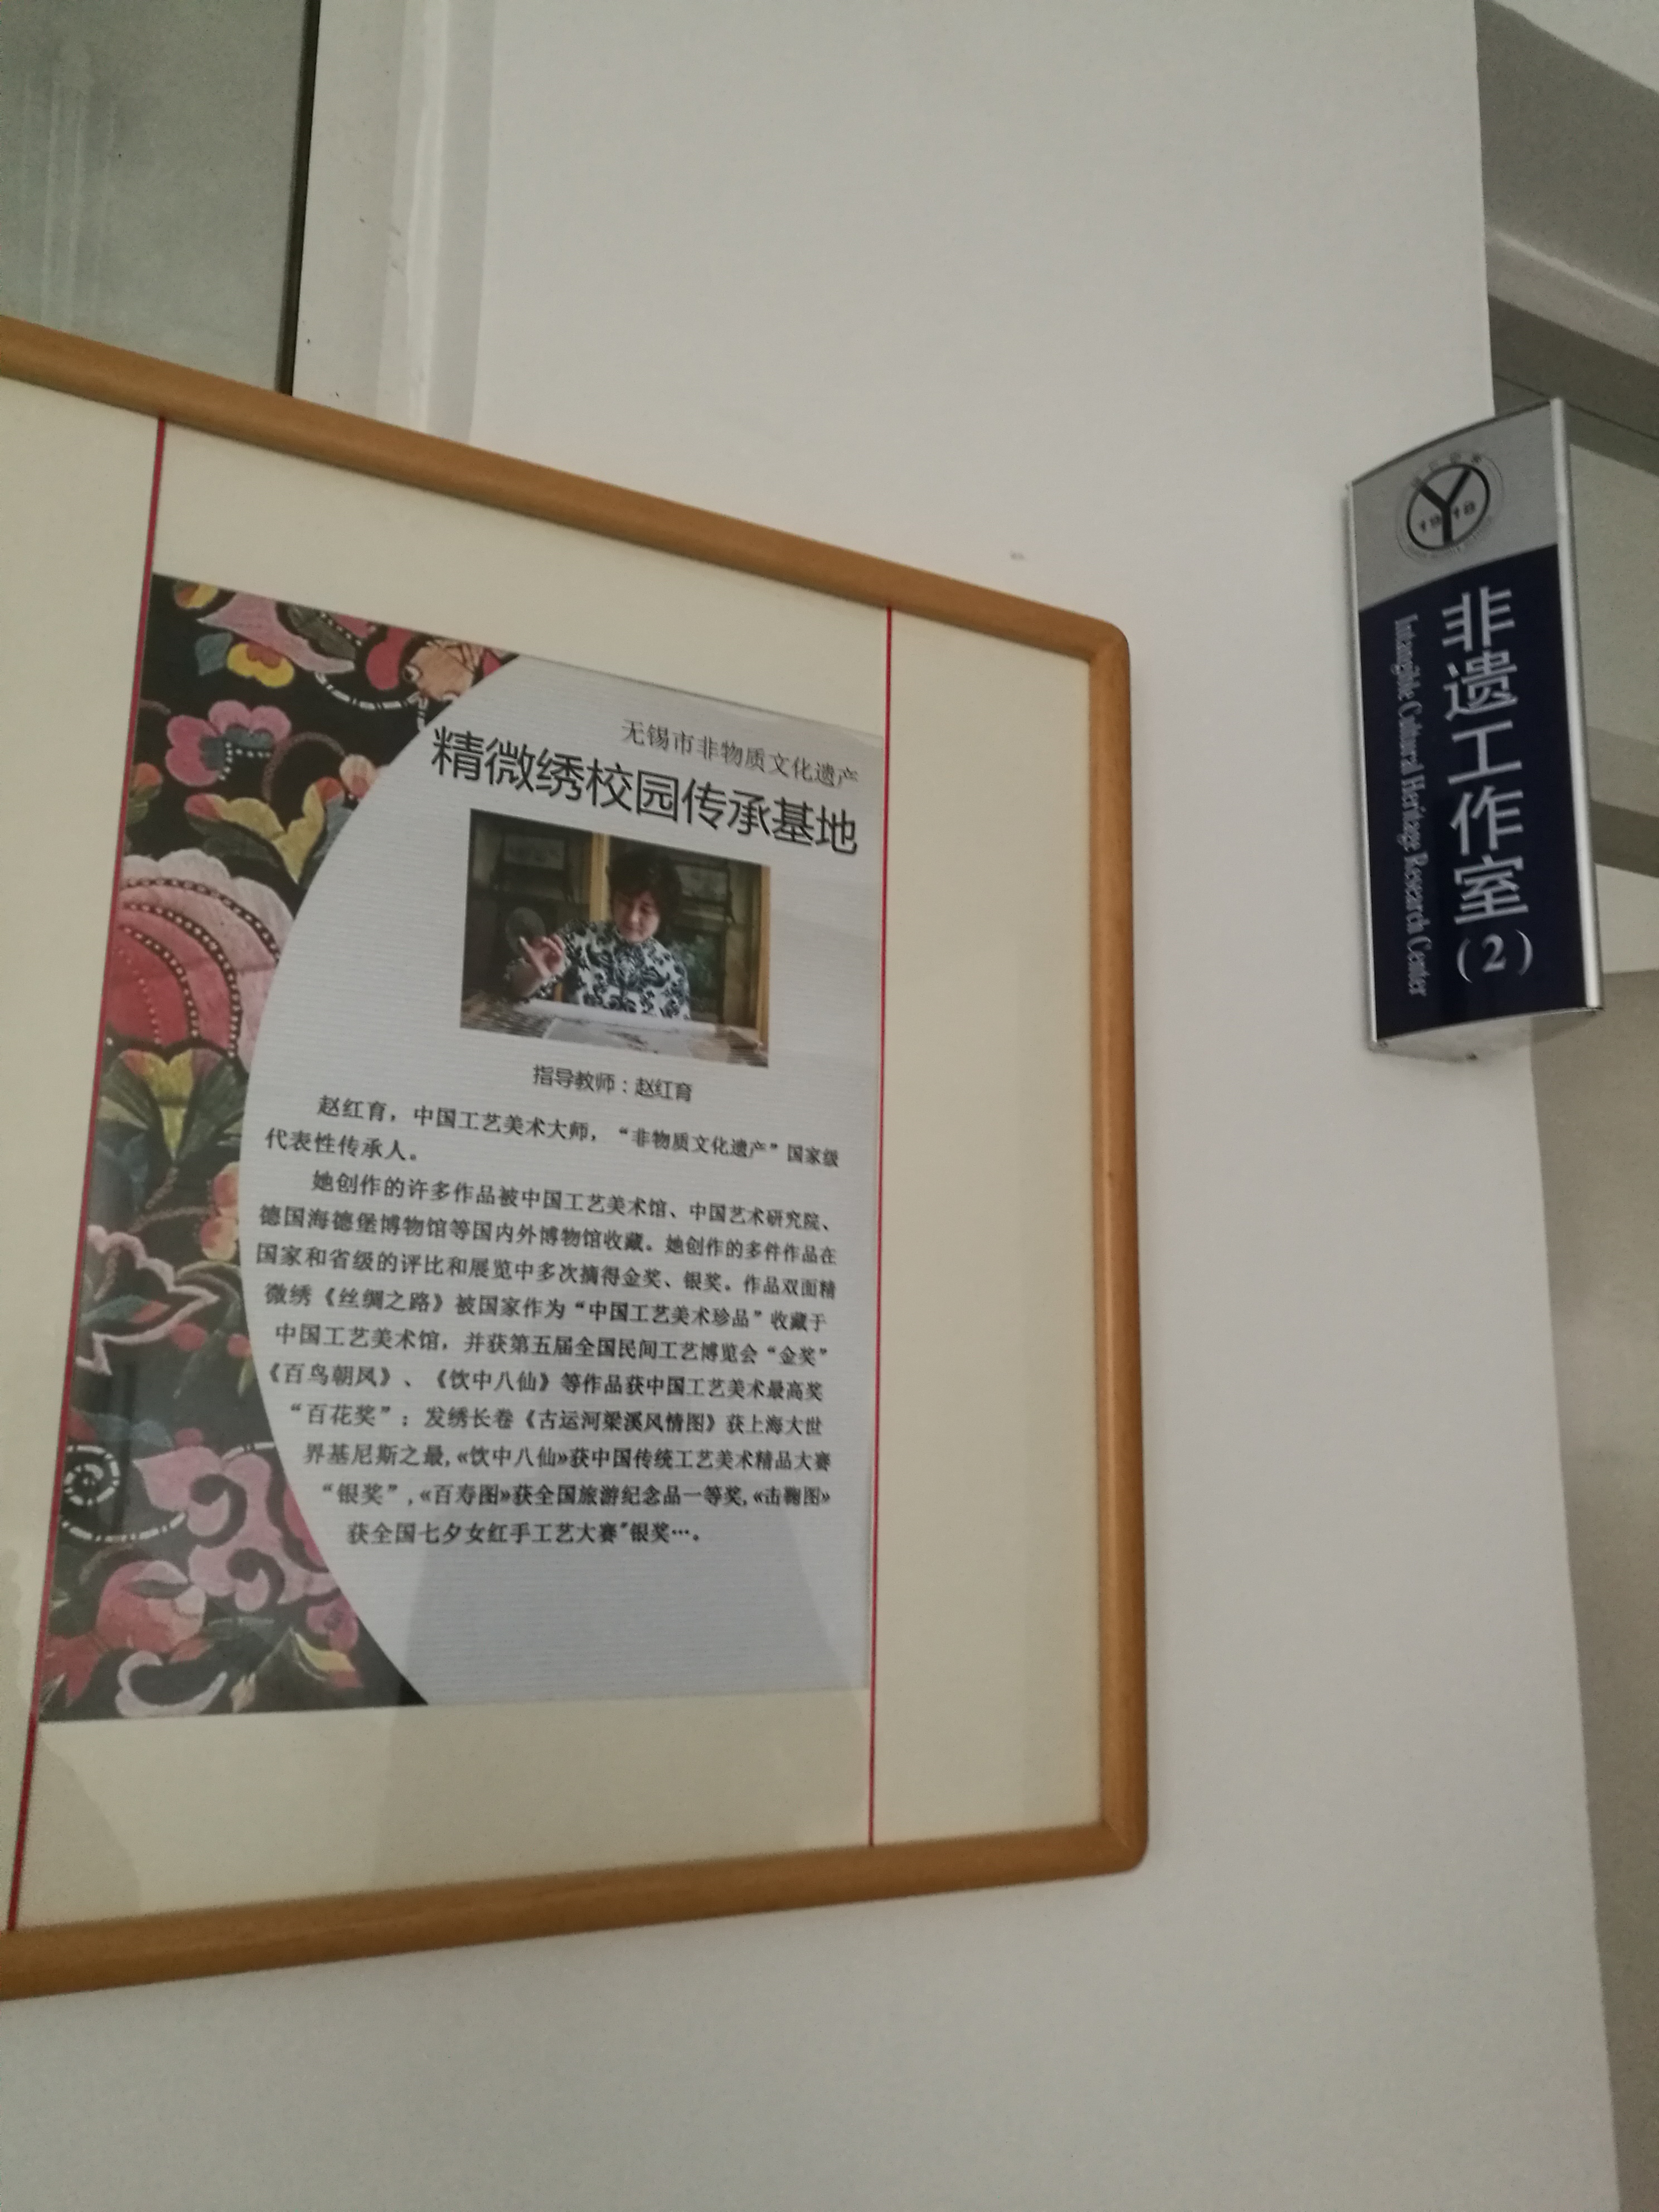 无锡市非物质文化遗产
精微绣校园传承基地
指导教师：赵红育
赵红育，中国工艺美术大师，“非物质文化遗产”国家级
代表性传承人。
她创作的许多作品被中国工艺美术馆、中国艺术研究院、
德国海德堡博物馆等国内外博物馆收藏。她创作的多件作品在
国家和省级的评比和展览中多次摘得金奖、银奖。作品双面精
微绣《丝绸之路》被国家作为“中国工艺美术珍品”收藏于
中国工艺美术馆，并获第五届全国民间工艺博览会“金奖”
《百鸟朝凤》、《饮中八仙》等作品获中国工艺美术最高奖
“百花奖”；发绣长卷《古运河梁溪风情图》获上海大世
界基尼斯之最,«饮中八仙»获中国传统工艺美术精品大赛
“银奖”,«百寿图»获全国旅游纪念品一等奖,«击鞠图»
获全国七夕女红手工艺大赛"银奖…。
1918
非遗工作室(2)
Intangible Cultural Heritage Research Center